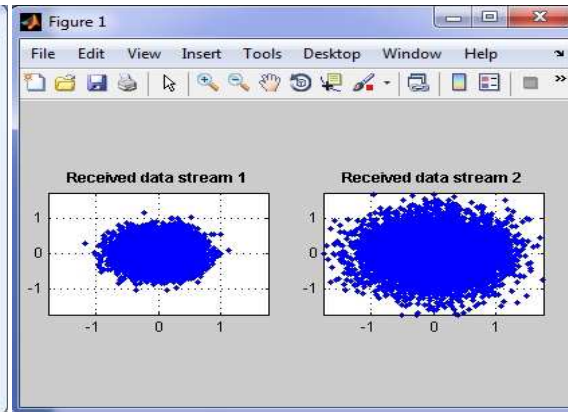 Figure 1
File Edit View Insert Tools Desktop Window Help
Received data stream 1
1
0
-1
-1 0 1
Received data stream 2
1
0
-1
-1 0 1